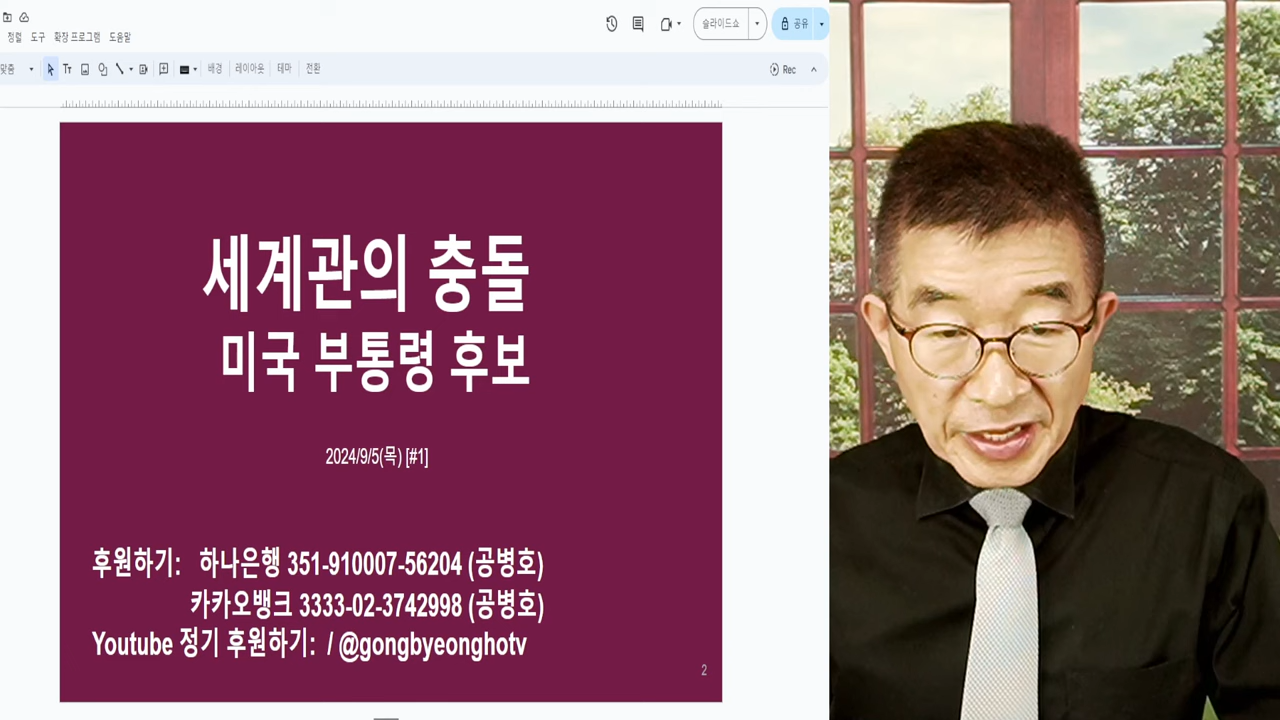 슬라이드쇼
공유
정렬 도구 확장 프로그램 도움말
맞춤
배경 레이아웃 테마 전환
Rec
세계관의 충돌
미국 부통령 후보
2024/9/5(목) [#1]
후원하기: 하나은행 351-910007-56204 (공병호)
카카오뱅크 3333-02-3742998 (공병호)
Youtube 정기 후원하기: / @gongbyeonghotv
2